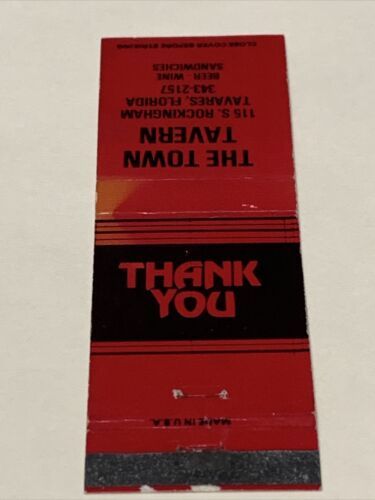 CLOSE COVER BEFORE STRIKING
THE TOWN
TAVERN
115 S. ROCKINGHAM
TAVARES, FLORIDA
343-2157
BEER - WINE
SANDWICHES
THANK
YOU
MADE IN U.S.A.